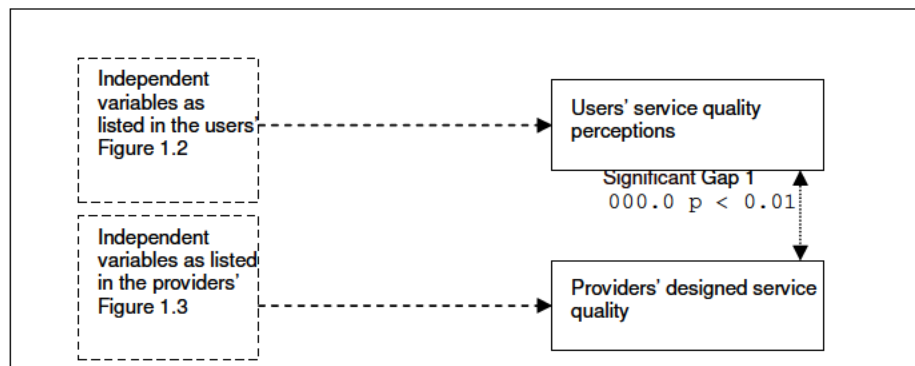 Independent
variables as
listed in the users'
Figure 1.2
Users' service quality
perceptions
Significant Gap 1
000.0 p < 0.01
Independent
variables as listed
in the providers'
Figure 1.3
Providers' designed service
quality